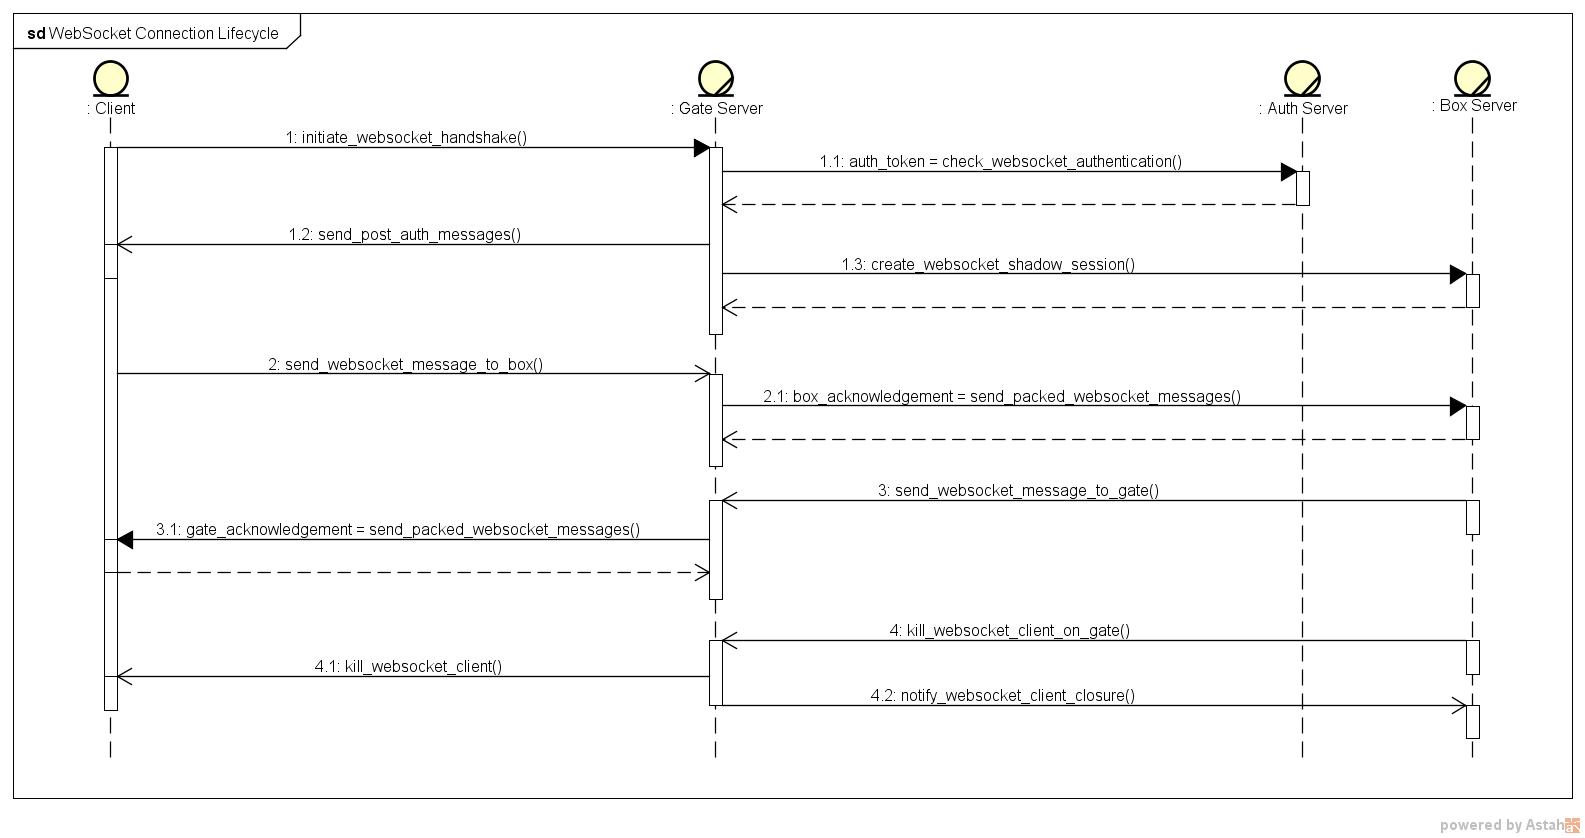 sd WebSocket Connection Lifecycle
: Client
: Gate Server
: Auth Server
: Box Server
1: initiate_websocket_handshake()
1.1: auth_token = check_websocket_authentication()
1.2: send_post_auth_messages()
1.3: create_websocket_shadow_session()
2: send_websocket_message_to_box()
2.1: box_acknowledgement = send_packed_websocket_messages()
3: send_websocket_message_to_gate()
3.1: gate_acknowledgement = send_packed_websocket_messages()
4: kill_websocket_client_on_gate()
4.1: kill_websocket_client()
4.2: notify_websocket_client_closure()
powered by Astah